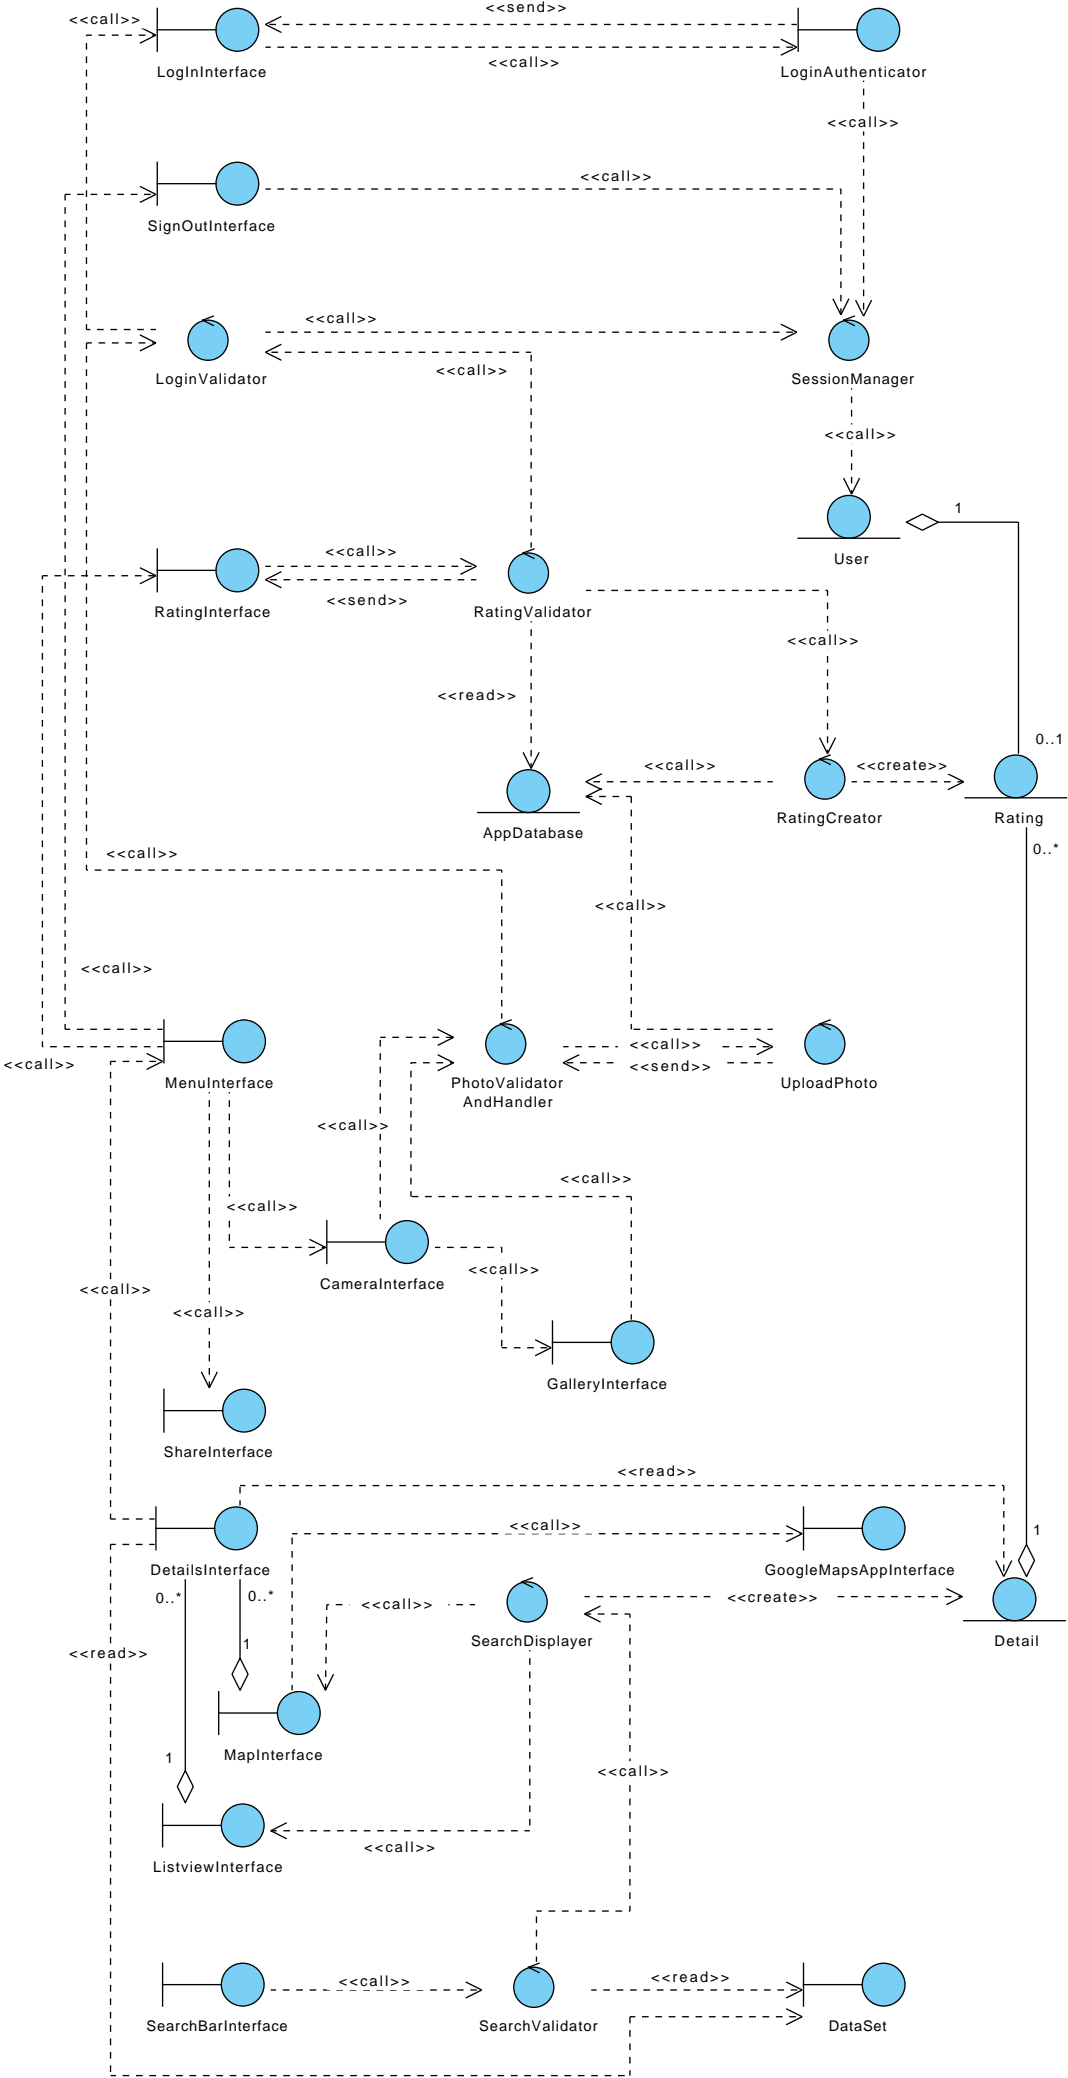 <<send>>
<<call>>
<<call>>
LogInInterface
LoginAuthenticator
<<call>>
<<call>>
SignOutInterface
<<call>>
<<call>>
LoginValidator
SessionManager
<<call>>
1
<<call>>
User
<<call>>
<<send>>
RatingInterface
RatingValidator
<<call>>
<<read>>
0..1
<<call>>
<<create>>
RatingCreator
Rating
AppDatabase
0..*
<<call>>
<<call>>
<<call>>
<<call>>
<<call>>
<<send>>
MenuInterface
PhotoValidator
AndHandler
UploadPhoto
<<call>>
<<call>>
<<call>>
<<call>>
CameraInterface
<<call>>
<<call>>
GalleryInterface
ShareInterface
<<read>>
<<call>>
1
DetailsInterface
GoogleMapsAppInterface
0..*
0..*
<<call>>
<<create>>
SearchDisplayer
Detail
1
<<read>>
MapInterface
1
<<call>>
<<call>>
ListviewInterface
<<call>>
<<read>>
SearchBarInterface
SearchValidator
DataSet